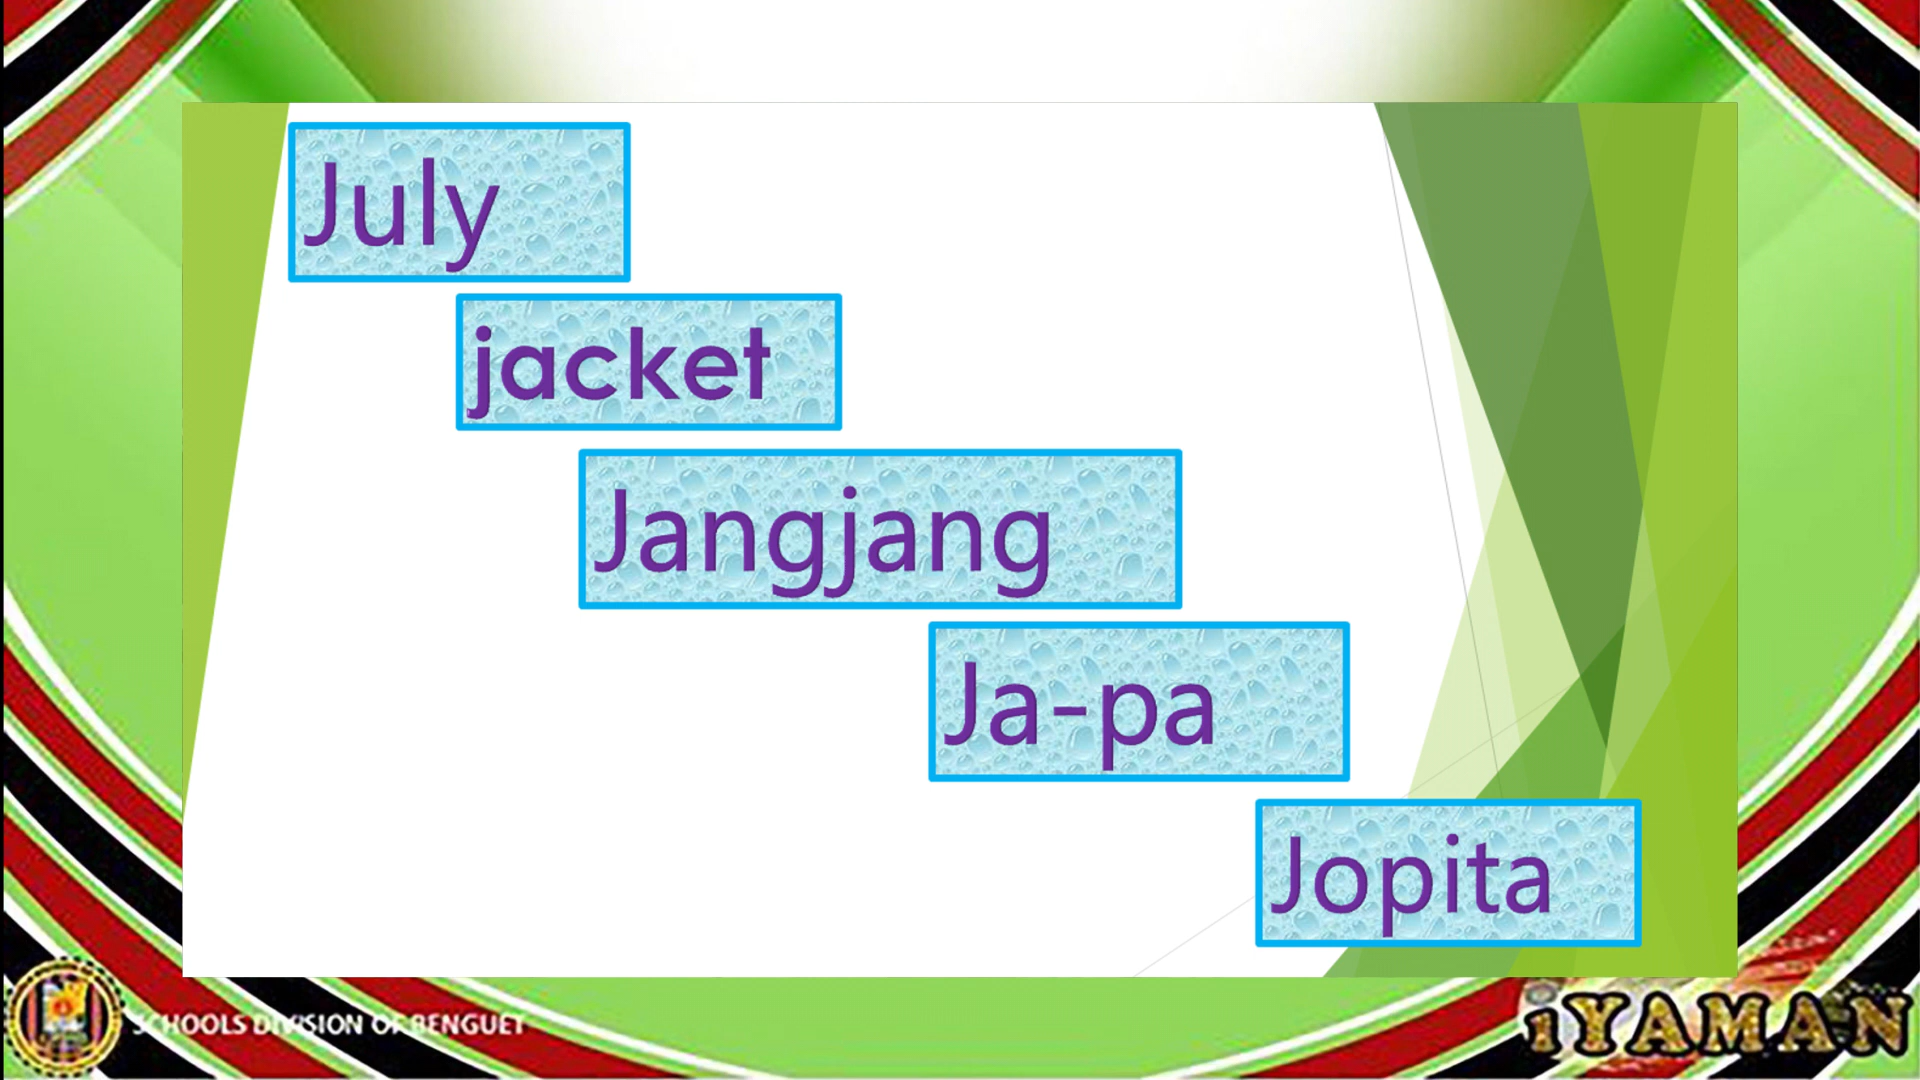 July
jacket
Jangjang
Ja-pa
Jopita
SCHOOLS DIVISION OF BENGUET
iYAMAN